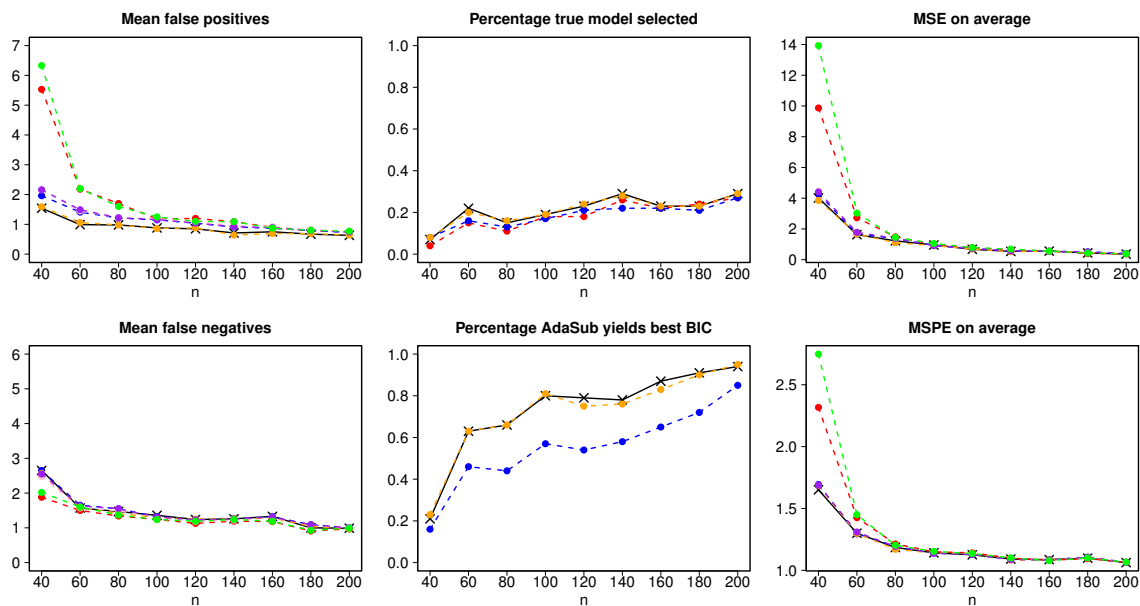 Mean false positives
7
6
5
4
3
2
1
0
40 60 80 100 120 140 160 180 200
n
Percentage true model selected
1.0
0.8
0.6
0.4
0.2
0.0
40 60 80 100 120 140 160 180 200
n
MSE on average
14
12
10
8
6
4
2
0
40 60 80 100 120 140 160 180 200
n
Mean false negatives
6
5
4
3
2
1
0
40 60 80 100 120 140 160 180 200
n
Percentage AdaSub yields best BIC
1.0
0.8
0.6
0.4
0.2
0.0
40 60 80 100 120 140 160 180 200
n
MSPE on average
2.5
2.0
1.5
1.0
40 60 80 100 120 140 160 180 200
n